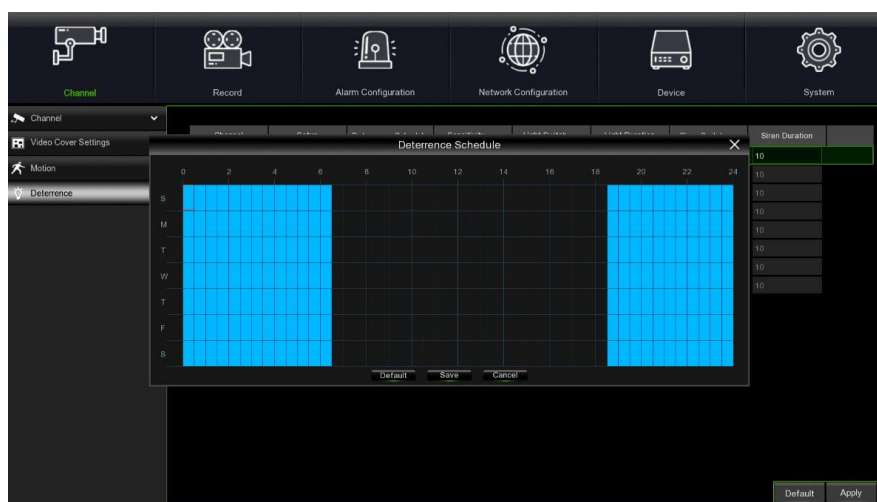 Channel Record Alarm Configuration Network Configuration Device System
Channel
Video Cover Settings
Motion
Deterrence
Siren Duration
Deterrence Schedule
0 2 4 6 8 10 12 14 16 18 20 22 24
S
M
T
W
T
F
S
10
10
10
10
10
10
10
10
Default Save Cancel
Default Apply